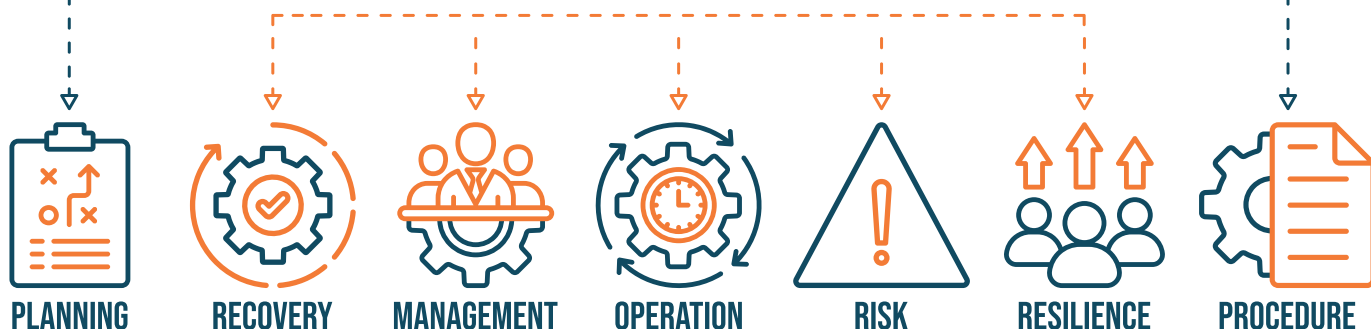 PLANNING
RECOVERY
MANAGEMENT
OPERATION
RISK
RESILIENCE
PROCEDURE